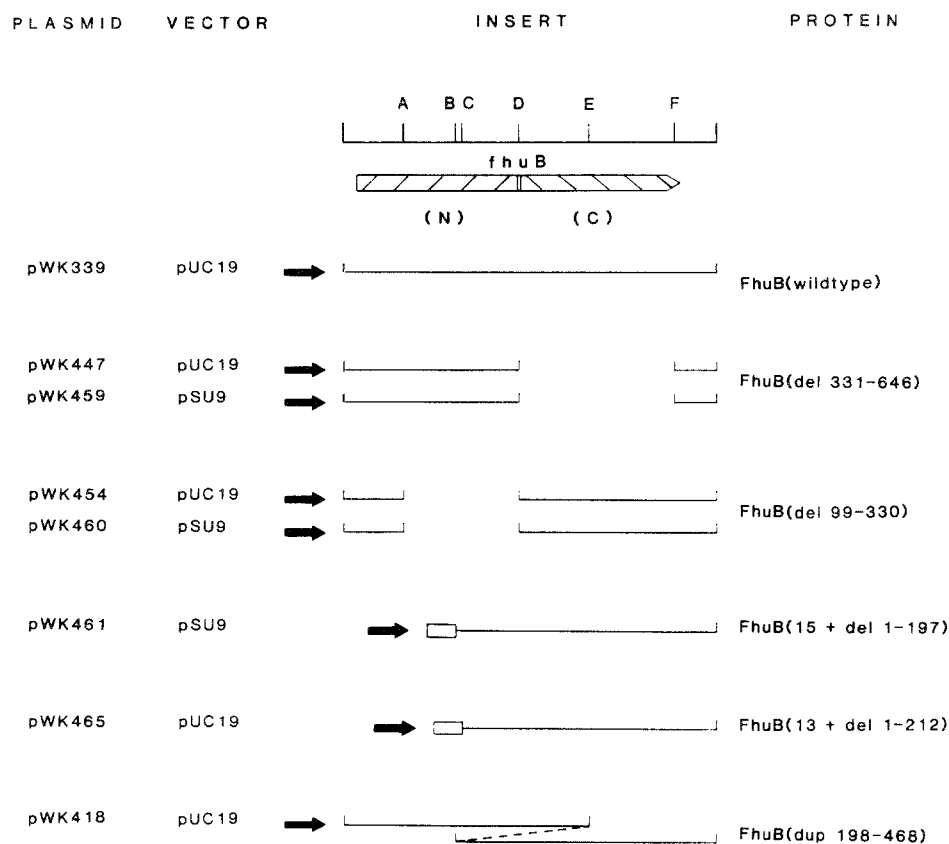 PLASMID VECTOR INSERT PROTEIN
A B C D E F
fhuB
(N) (C)
pWK339 pUC19 FhuB(wildtype)
pWK447 pUC19
FhuB(del 331-646)
pWK459 pSU9
pWK454 pUC19
FhuB(del 99-330)
pWK460 pSU9
pWK461 pSU9 FhuB(15 + del 1-197)
pWK465 pUC19 FhuB(13 + del 1-212)
pWK418 pUC19 FhuB(dup 198-468)